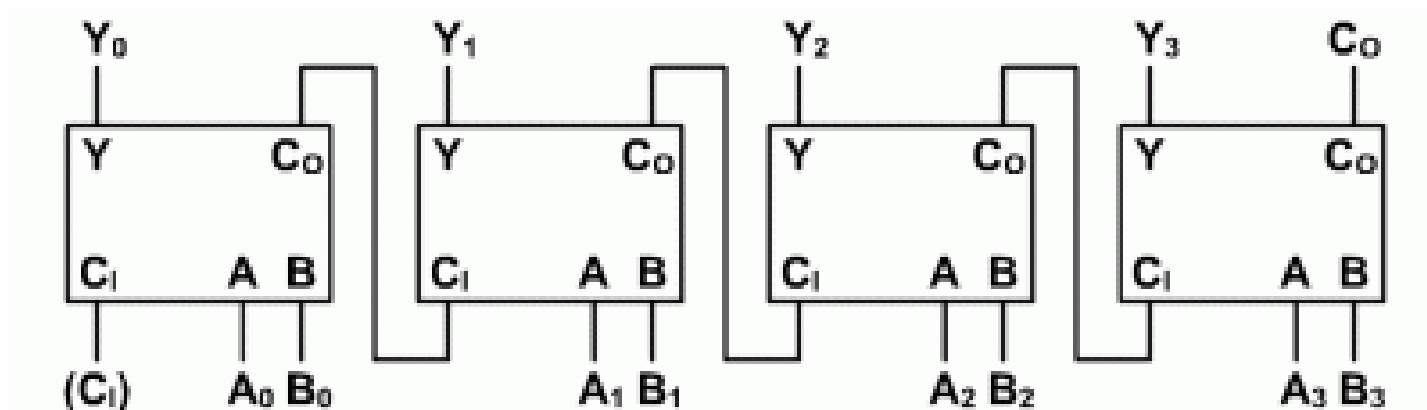 Y₀ Y₁ Y₂ Y₃ Cₒ
Y Cₒ Y Cₒ Y Cₒ Y Cₒ
Cᵢ A B Cᵢ A B Cᵢ A B Cᵢ A B
(Cᵢ) A₀ B₀ A₁ B₁ A₂ B₂ A₃ B₃